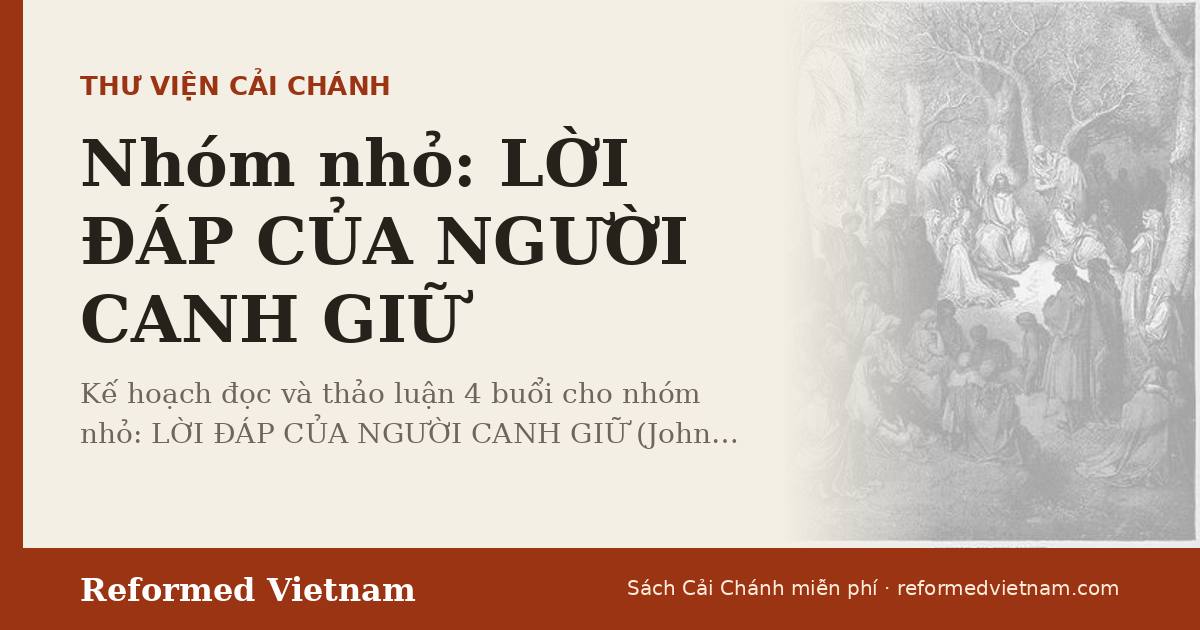 THƯ VIỆN CẢI CHÁNH
Nhóm nhỏ: LỜI
ĐÁP CỦA NGƯỜI
CANH GIỮ
Kế hoạch đọc và thảo luận 4 buổi cho nhóm
nhỏ: LỜI ĐÁP CỦA NGƯỜI CANH GIỮ (John…
Reformed Vietnam
Sách Cải Chánh miễn phí · reformedvietnam.com